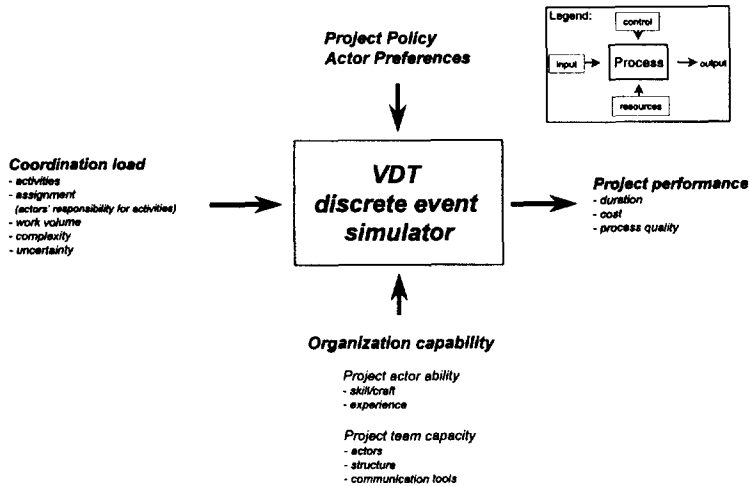 Legend:
control
input
Process
output
resources
Project Policy
Actor Preferences
Coordination load
- activities
- assignment
(actors' responsibility for activities)
- work volume
- complexity
- uncertainty
VDT
discrete event
simulator
Project performance
- duration
- cost
- process quality
Organization capability
Project actor ability
- skill/craft
- experience
Project team capacity
- actors
- structure
- communication tools